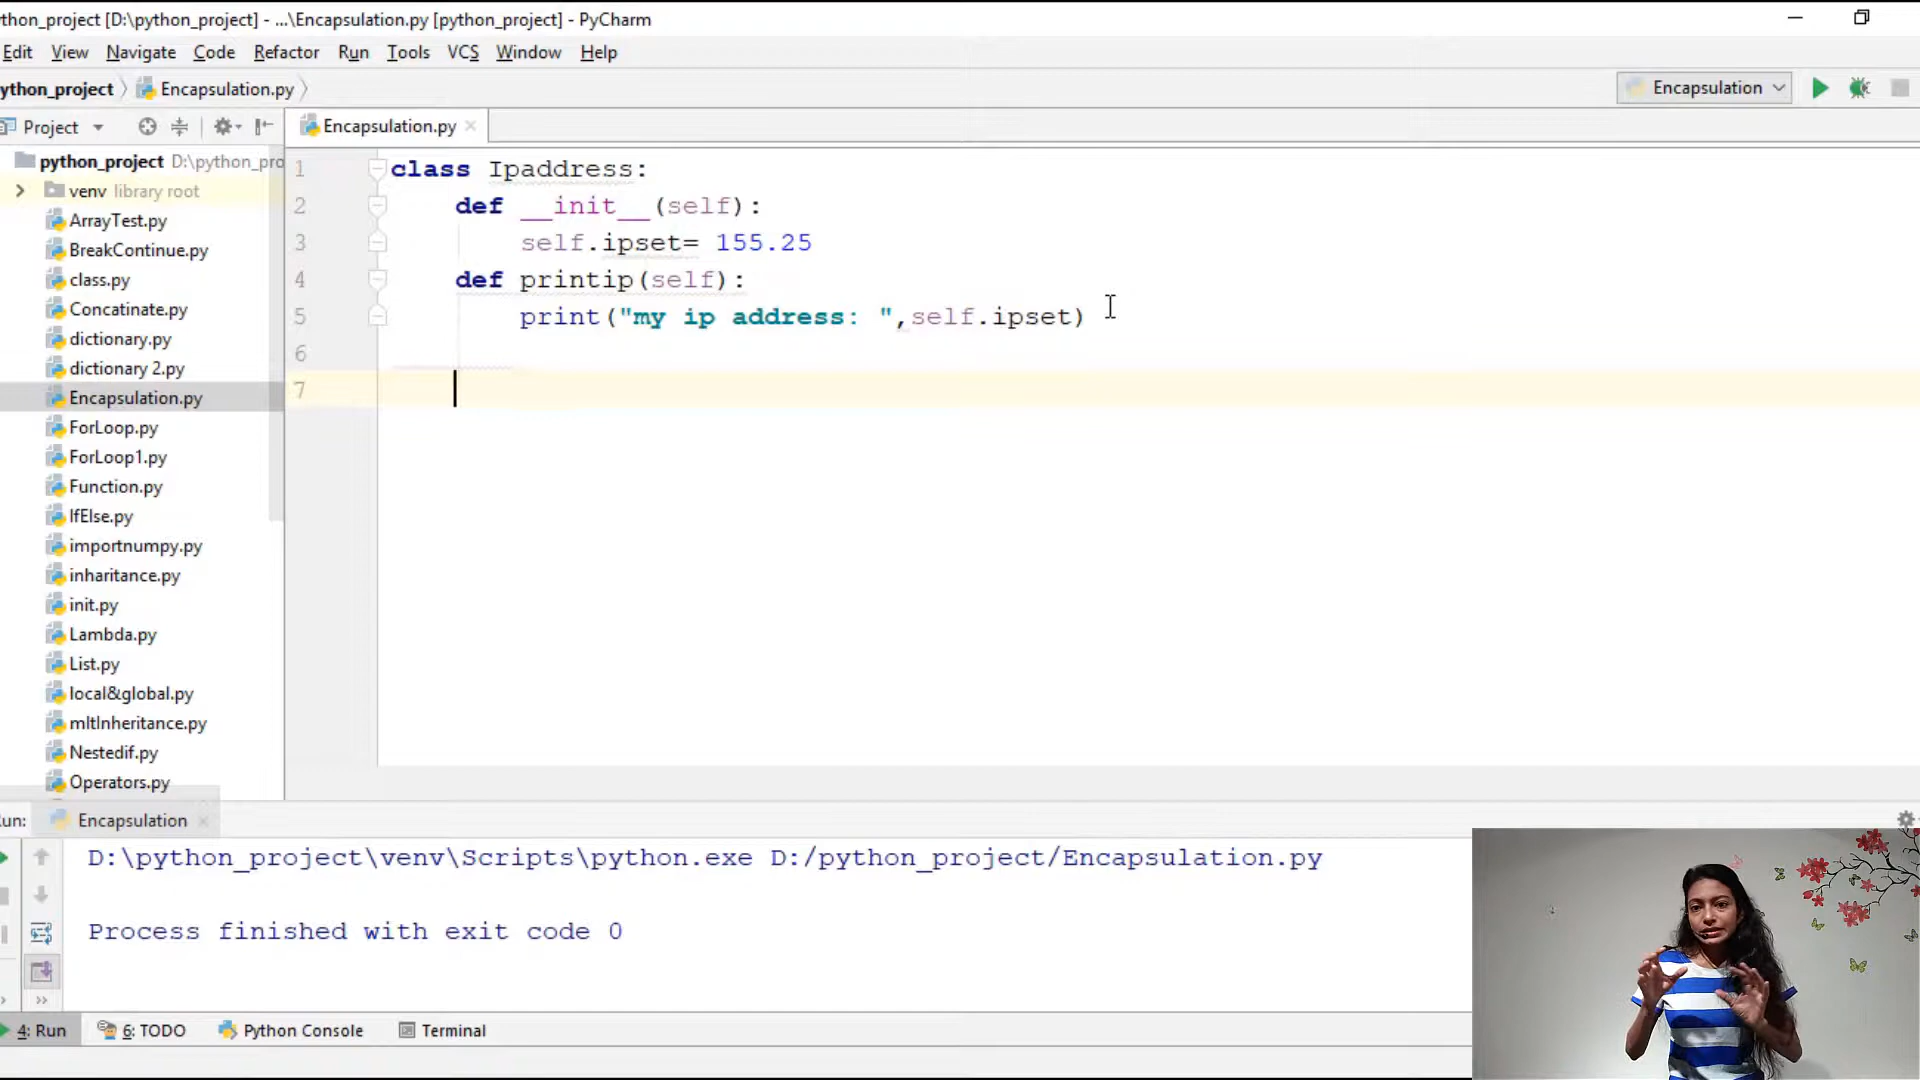 thon_project [D:\python_project] - ...\Encapsulation.py [python_project] - PyCharm
Edit View Navigate Code Refactor Run Tools VCS Window Help
ython_project Encapsulation.py Encapsulation
Project Encapsulation.py
python_project D:\python_pro
venv library root
ArrayTest.py
BreakContinue.py
class.py
Concatinate.py
dictionary.py
dictionary 2.py
Encapsulation.py
ForLoop.py
ForLoop1.py
Function.py
IfElse.py
importnumpy.py
inharitance.py
init.py
Lambda.py
List.py
local&global.py
mltInheritance.py
Nestedif.py
Operators.py
1 class Ipaddress:
2 def __init__(self):
3 self.ipset= 155.25
4 def printip(self):
5 print("my ip address: ",self.ipset)
6
7
un: Encapsulation
D:\python_project\venv\Scripts\python.exe D:/python_project/Encapsulation.py
Process finished with exit code 0
4: Run 6: TODO Python Console Terminal